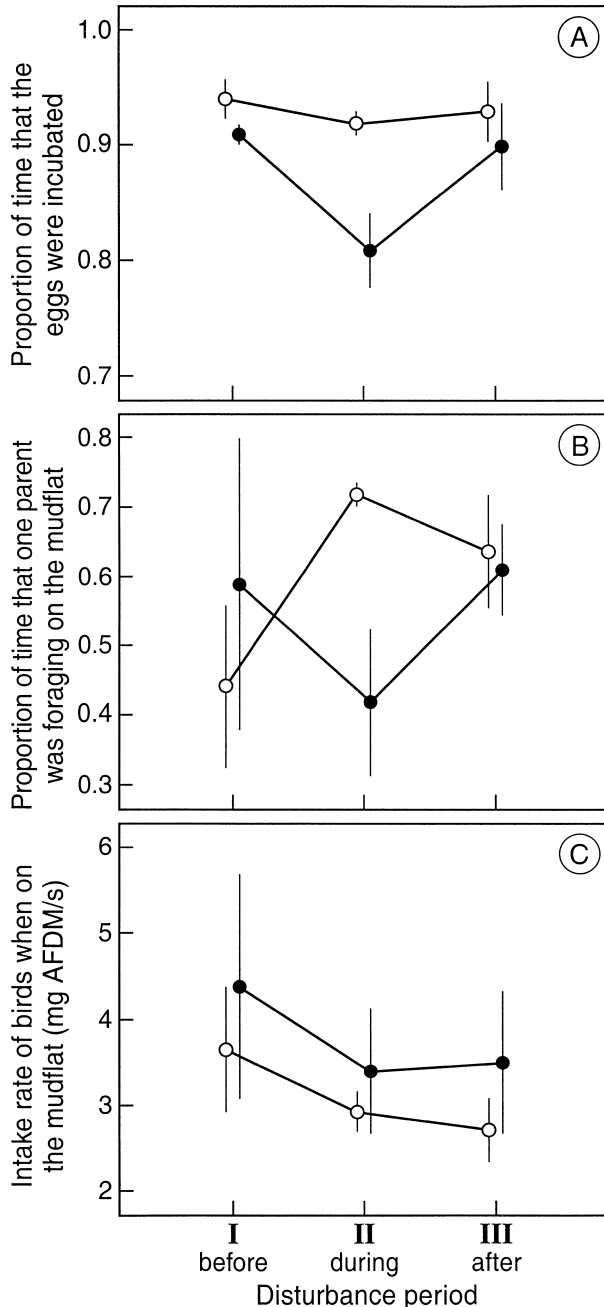 A
Proportion of time that the
eggs were incubated
1.0
0.9
0.8
0.7
B
Proportion of time that one parent
was foraging on the mudflat
0.8
0.7
0.6
0.5
0.4
0.3
C
Intake rate of birds when on
the mudflat (mg AFDM/s)
6
5
4
3
2
I II III
before during after
Disturbance period